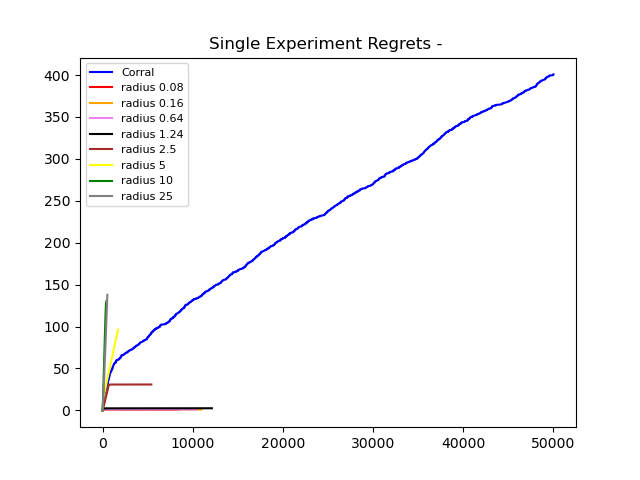 Single Experiment Regrets -
400
350
300
250
200
150
100
50
0
Corral
radius 0.08
radius 0.16
radius 0.64
radius 1.24
radius 2.5
radius 5
radius 10
radius 25
0 10000 20000 30000 40000 50000